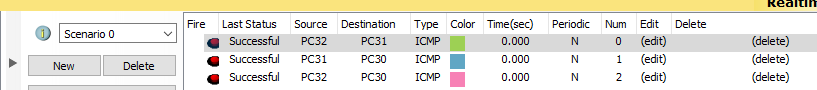 Realtim
Fire Last Status Source Destination Type Color Time(sec) Periodic Num Edit Delete
Scenario 0
Successful PC32 PC31 ICMP 0.000 N 0 (edit) (delete)
New Delete
Successful PC31 PC30 ICMP 0.000 N 1 (edit) (delete)
Successful PC32 PC30 ICMP 0.000 N 2 (edit) (delete)